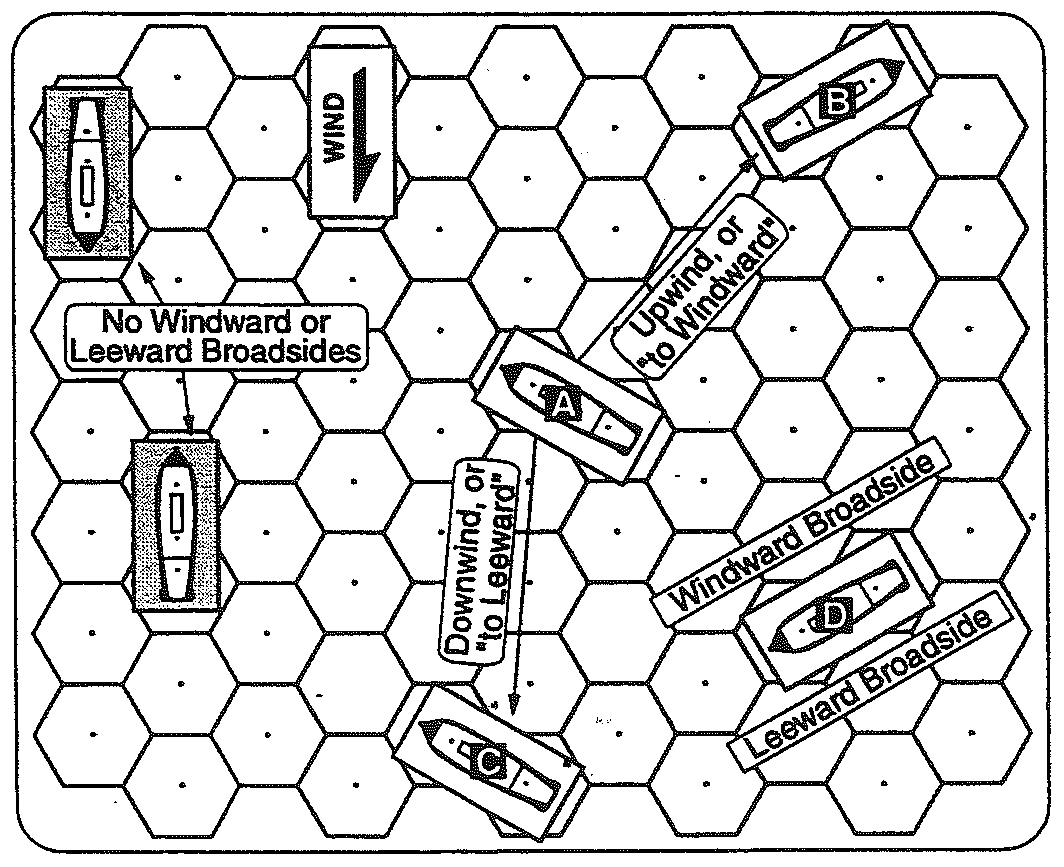 WIND
B
Upwind, or
"to Windward"
No Windward or
Leeward Broadsides
A
Downwind, or
"to Leeward"
Windward Broadside
D
Leeward Broadside
C